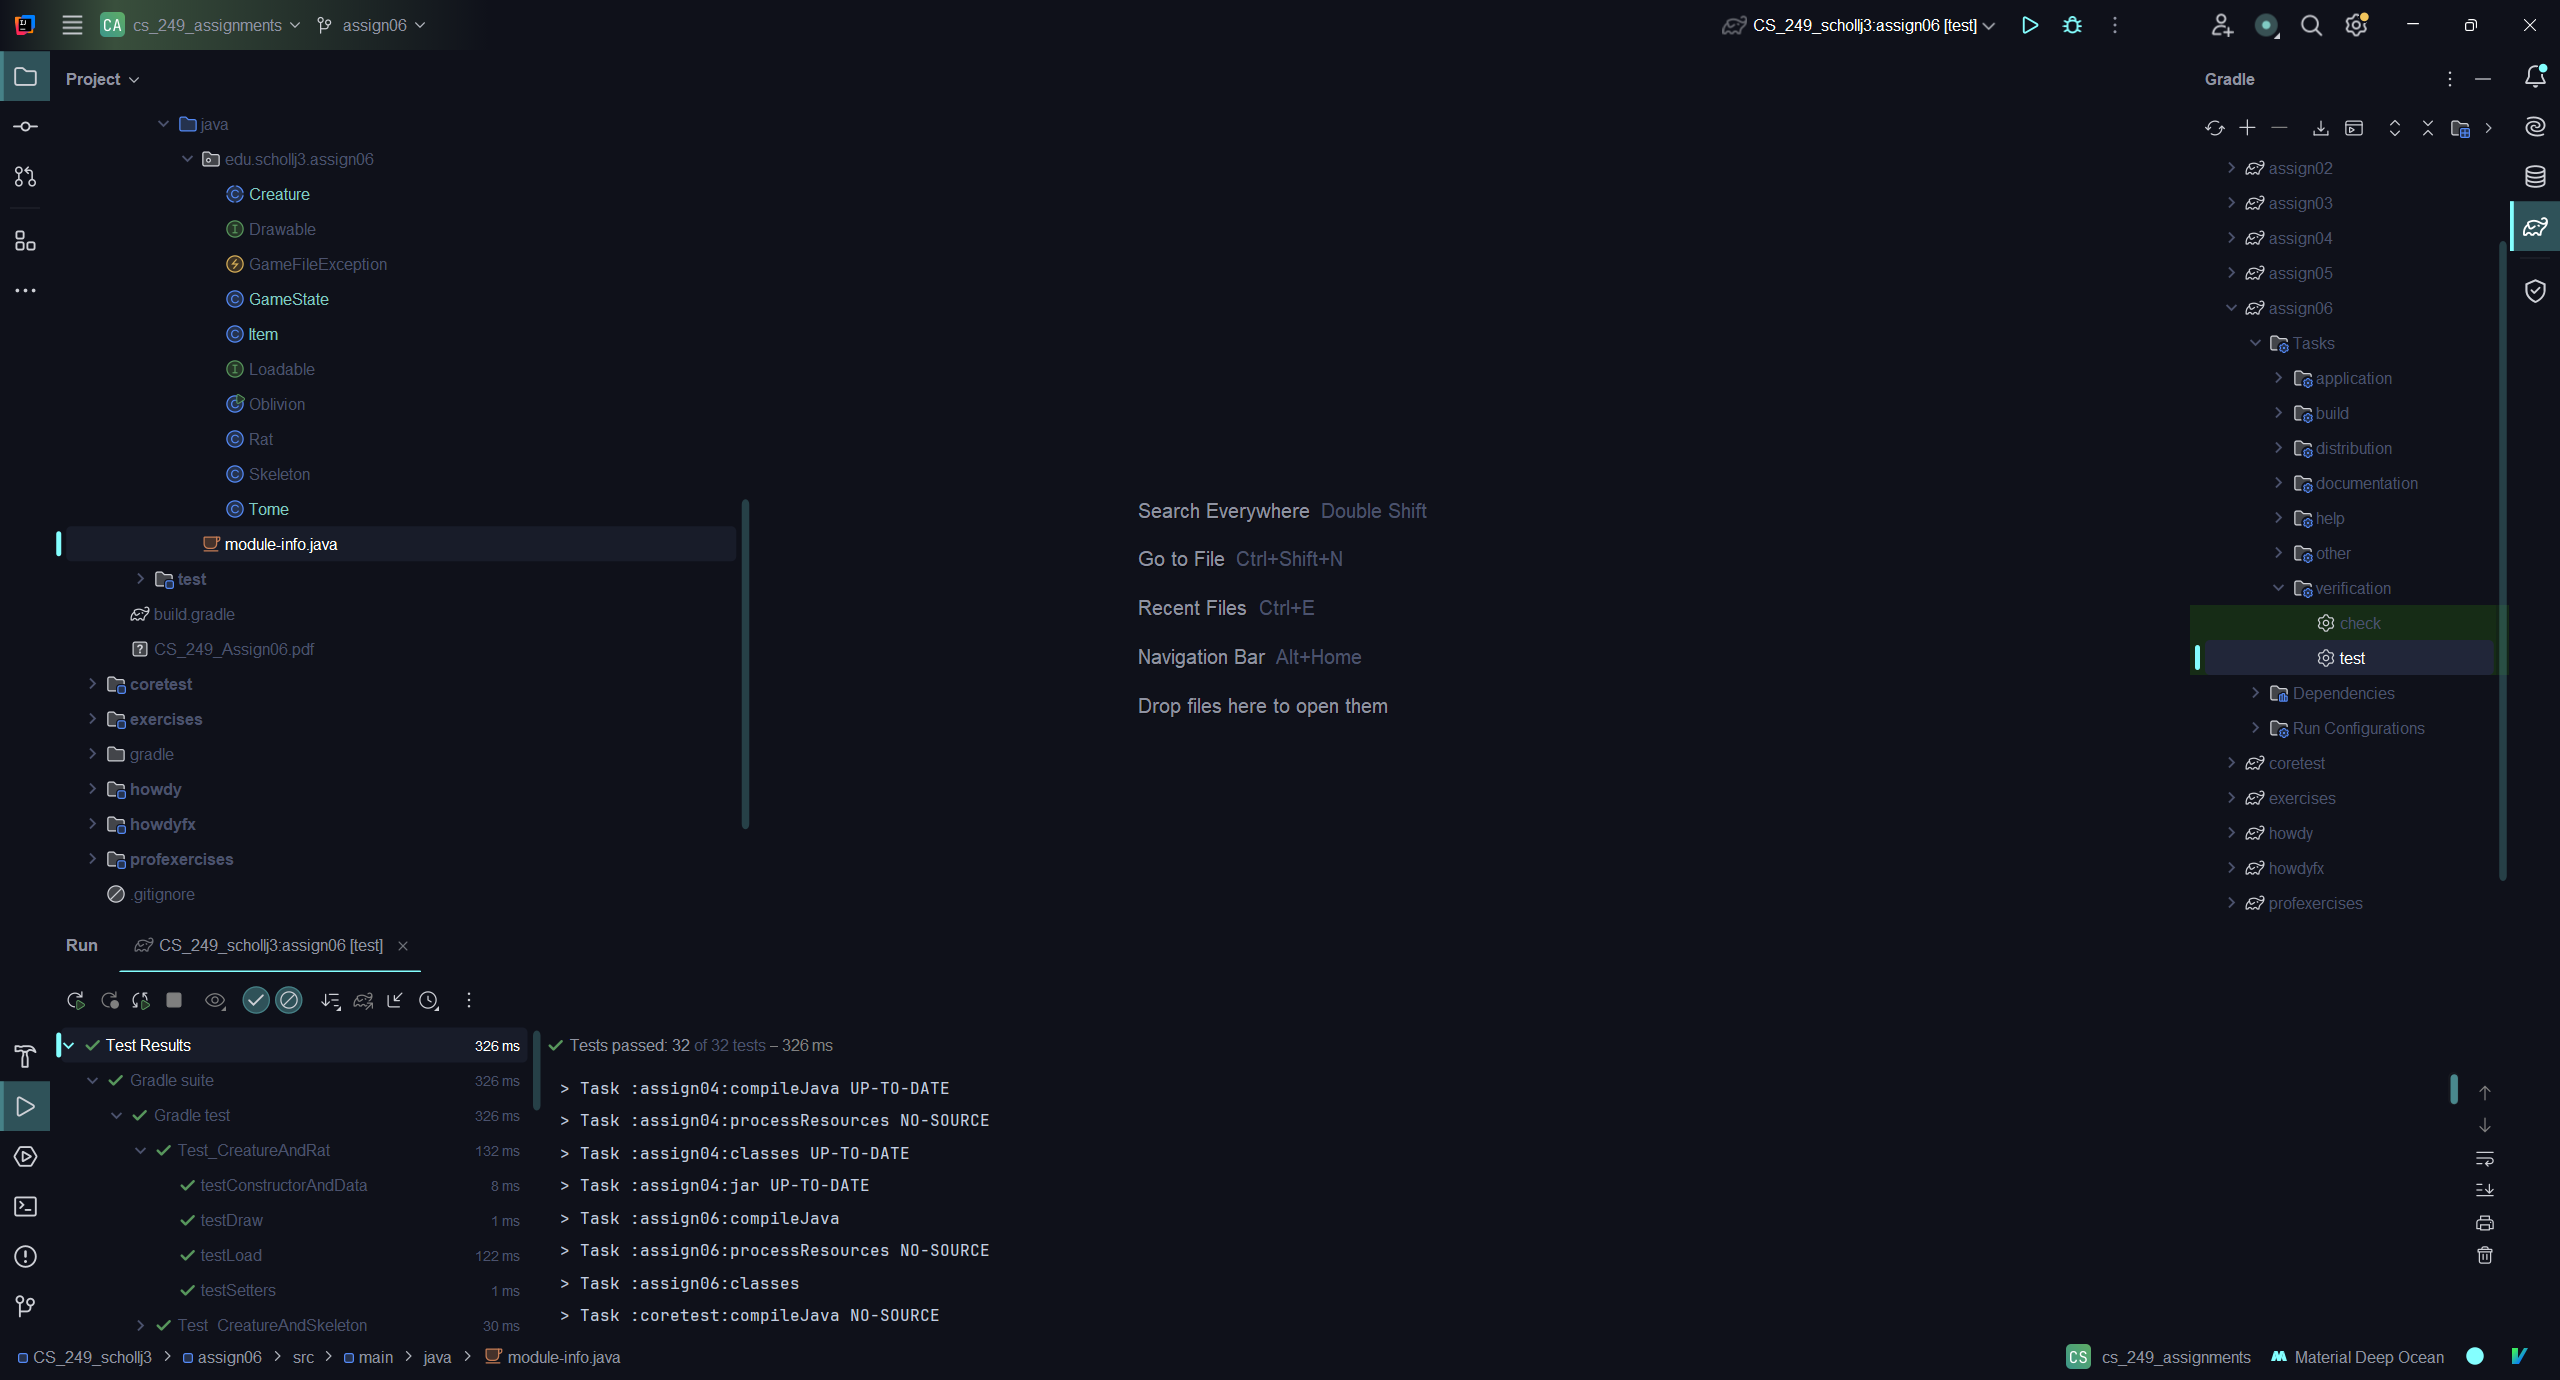 CA cs_249_assignments assign06
CS_249_schollj3:assign06 [test]
Project
java
edu.schollj3.assign06
Creature
Drawable
GameFileException
GameState
Item
Loadable
Oblivion
Rat
Skeleton
Tome
module-info.java
test
build.gradle
CS_249_Assign06.pdf
coretest
exercises
gradle
howdy
howdyfx
profexercises
.gitignore
Search Everywhere Double Shift
Go to File Ctrl+Shift+N
Recent Files Ctrl+E
Navigation Bar Alt+Home
Drop files here to open them
Gradle
assign02
assign03
assign04
assign05
assign06
Tasks
application
build
distribution
documentation
help
other
verification
check
test
Dependencies
Run Configurations
coretest
exercises
howdy
howdyfx
profexercises
Run CS_249_schollj3:assign06 [test]
Test Results 326 ms
Gradle suite 326 ms
Gradle test 326 ms
Test_CreatureAndRat 132 ms
testConstructorAndData 8 ms
testDraw 1 ms
testLoad 122 ms
testSetters 1 ms
Test_CreatureAndSkeleton 30 ms
Tests passed: 32 of 32 tests – 326 ms
> Task :assign04:compileJava UP-TO-DATE
> Task :assign04:processResources NO-SOURCE
> Task :assign04:classes UP-TO-DATE
> Task :assign04:jar UP-TO-DATE
> Task :assign06:compileJava
> Task :assign06:processResources NO-SOURCE
> Task :assign06:classes
> Task :coretest:compileJava NO-SOURCE
CS_249_schollj3 > assign06 > src > main > java > module-info.java
CS cs_249_assignments Material Deep Ocean